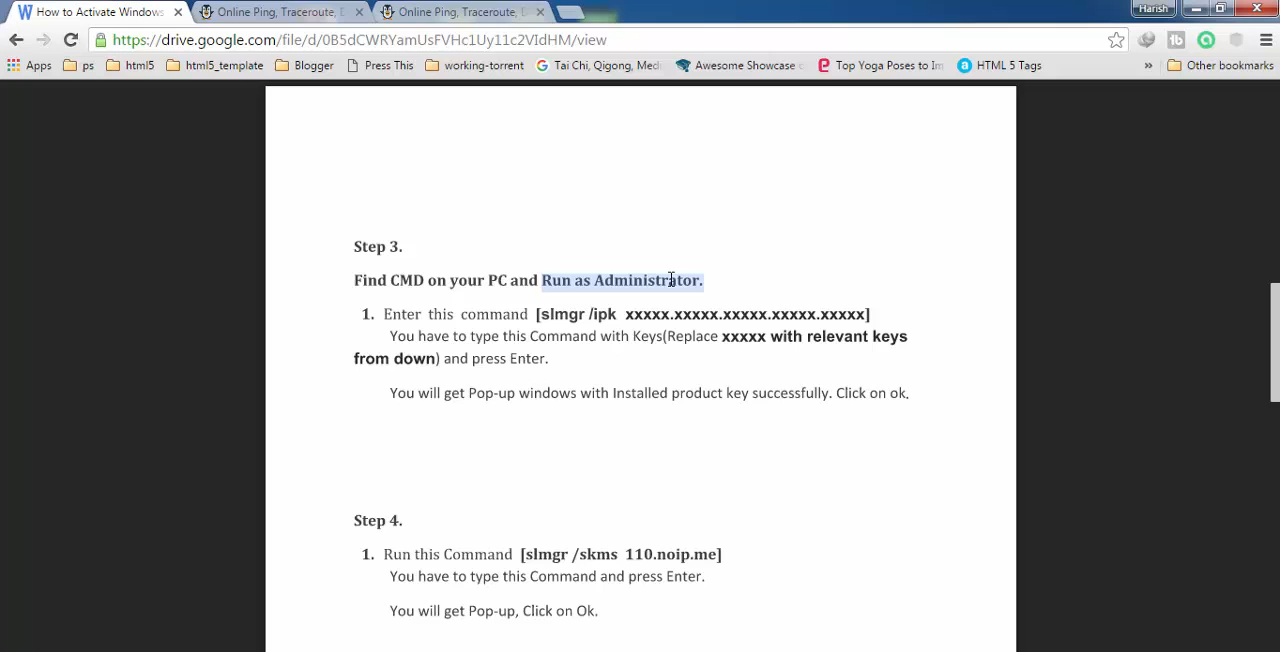 How to Activate Windows
Online Ping, Traceroute,
Online Ping, Traceroute,
Harish
https://drive.google.com/file/d/0B5dCWRYamUsFVHc1Uy11c2VIdHM/view
Apps ps html5 html5_template Blogger Press This working-torrent Tai Chi, Qigong, Med Awesome Showcase Top Yoga Poses to Im HTML 5 Tags » Other bookmarks
Step 3.
Find CMD on your PC and Run as Administrator.
1. Enter this command [slmgr /ipk xxxxx.xxxxx.xxxxx.xxxxx.xxxxx]
You have to type this Command with Keys(Replace xxxxx with relevant keys
from down) and press Enter.
You will get Pop-up windows with Installed product key successfully. Click on ok.
Step 4.
1. Run this Command [slmgr /skms 110.noip.me]
You have to type this Command and press Enter.
You will get Pop-up, Click on Ok.